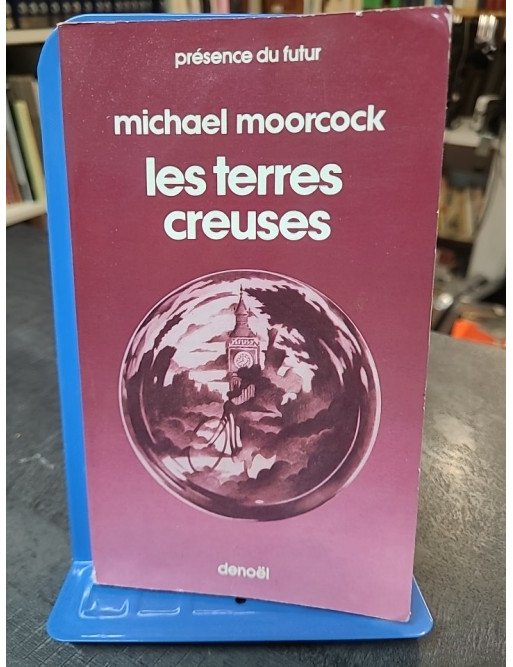 présence du futur
michael moorcock
les terres
creuses
denoël